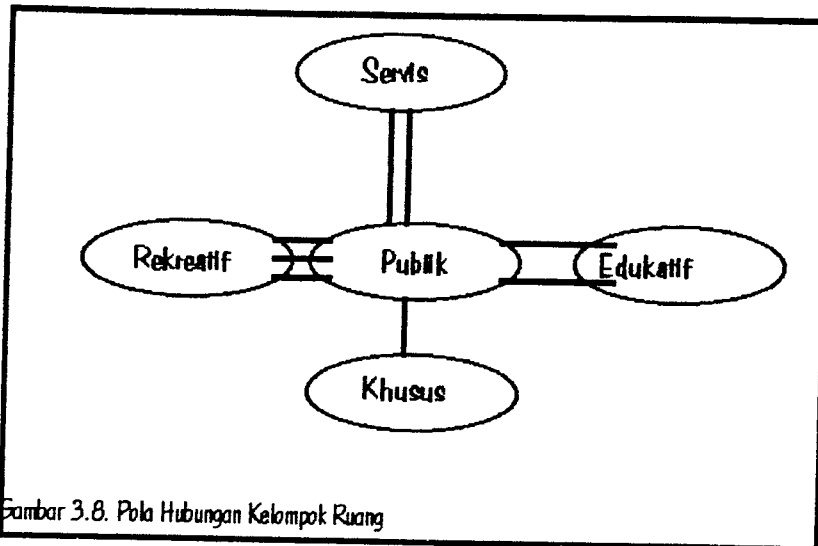 Servis
Rekreatif
Publik
Edukatif
Khusus
Gambar 3.8. Pola Hubungan Kelompok Ruang